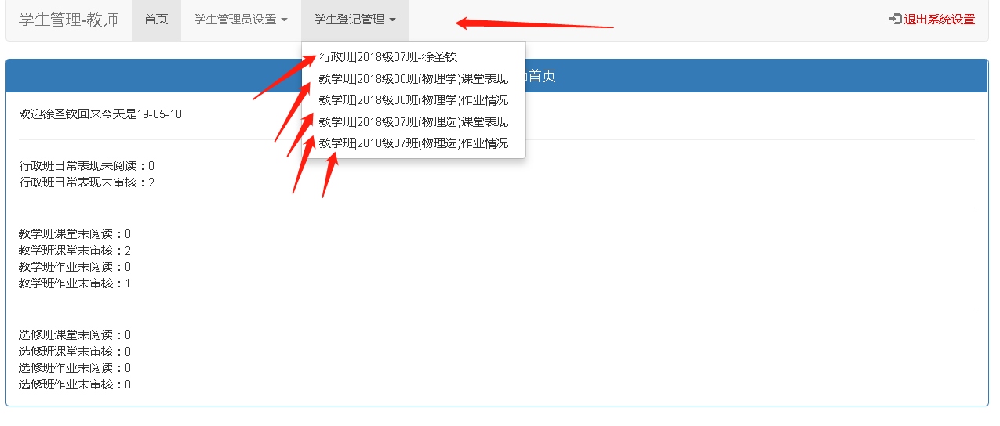 学生管理-教师 首页 学生管理员设置 学生登记管理 退出系统设置
行政班|2018级07班-徐圣钦
教学班|2018级06班(物理学)课堂表现
教学班|2018级06班(物理学)作业情况
教学班|2018级07班(物理选)课堂表现
教学班|2018级07班(物理选)作业情况
首页
欢迎徐圣钦回来今天是19-05-18
行政班日常表现未阅读：0
行政班日常表现未审核：2
教学班课堂未阅读：0
教学班课堂未审核：2
教学班作业未阅读：0
教学班作业未审核：1
选修班课堂未阅读：0
选修班课堂未审核：0
选修班作业未阅读：0
选修班作业未审核：0